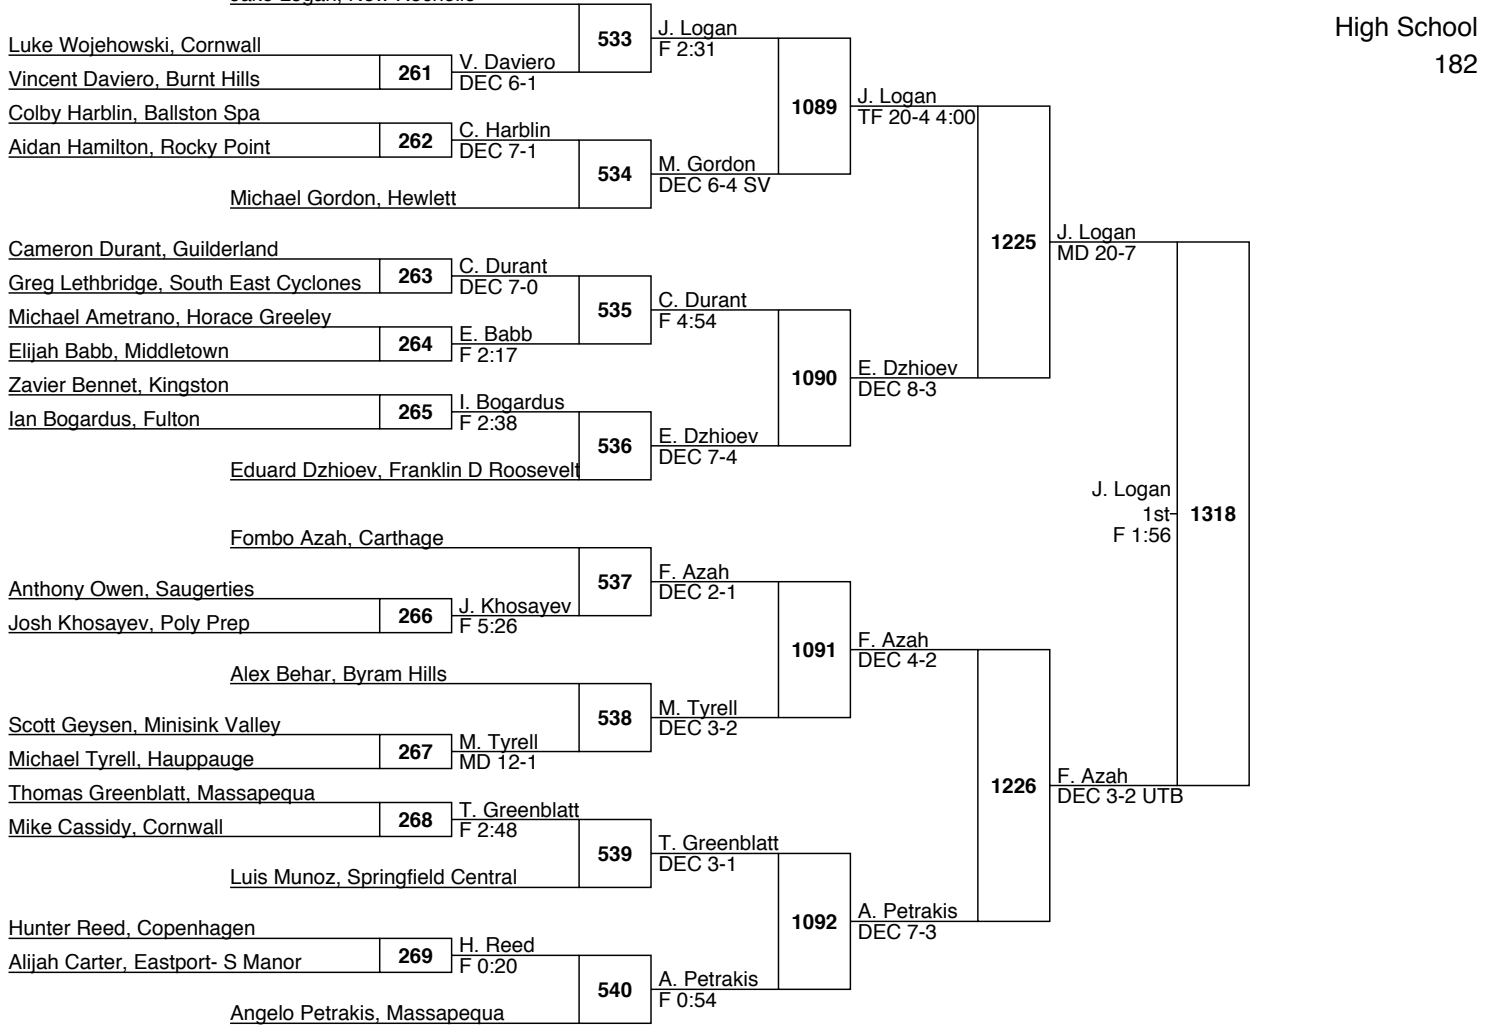 High School
182
Luke Wojehowski, Cornwall
Vincent Daviero, Burnt Hills
261
V. Daviero
DEC 6-1
533
J. Logan
F 2:31
Colby Harblin, Ballston Spa
Aidan Hamilton, Rocky Point
262
C. Harblin
DEC 7-1
Michael Gordon, Hewlett
534
M. Gordon
DEC 6-4 SV
1089
J. Logan
TF 20-4 4:00
Cameron Durant, Guilderland
Greg Lethbridge, South East Cyclones
263
C. Durant
DEC 7-0
Michael Ametrano, Horace Greeley
Elijah Babb, Middletown
264
E. Babb
F 2:17
535
C. Durant
F 4:54
Zavier Bennet, Kingston
Ian Bogardus, Fulton
265
I. Bogardus
F 2:38
Eduard Dzhioev, Franklin D Roosevelt
536
E. Dzhioev
DEC 7-4
1090
E. Dzhioev
DEC 8-3
1225
J. Logan
MD 20-7
Fombo Azah, Carthage
Anthony Owen, Saugerties
Josh Khosayev, Poly Prep
266
J. Khosayev
F 5:26
537
F. Azah
DEC 2-1
Alex Behar, Byram Hills
Scott Geysen, Minisink Valley
Michael Tyrell, Hauppauge
267
M. Tyrell
MD 12-1
538
M. Tyrell
DEC 3-2
1091
F. Azah
DEC 4-2
Thomas Greenblatt, Massapequa
Mike Cassidy, Cornwall
268
T. Greenblatt
F 2:48
Luis Munoz, Springfield Central
539
T. Greenblatt
DEC 3-1
Hunter Reed, Copenhagen
Alijah Carter, Eastport- S Manor
269
H. Reed
F 0:20
Angelo Petrakis, Massapequa
540
A. Petrakis
F 0:54
1092
A. Petrakis
DEC 7-3
1226
F. Azah
DEC 3-2 UTB
J. Logan
1st
F 1:56
1318